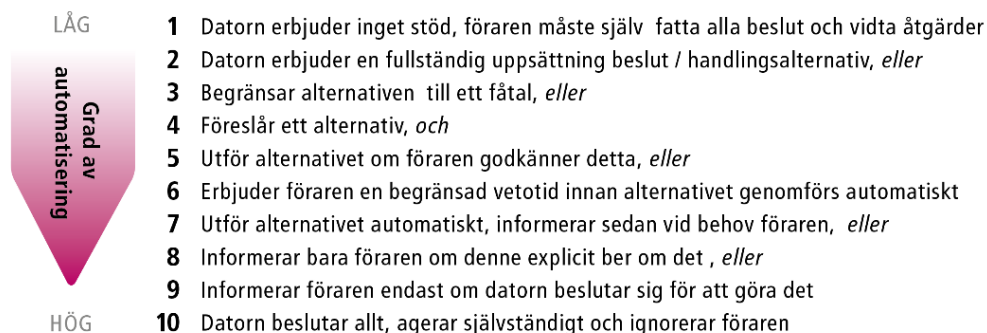 LÅG
Grad av
automatisering
HÖG
1 Datorn erbjuder inget stöd, föraren måste själv fatta alla beslut och vidta åtgärder
2 Datorn erbjuder en fullständig uppsättning beslut / handlingsalternativ, eller
3 Begränsar alternativen till ett fåtal, eller
4 Föreslår ett alternativ, och
5 Utför alternativet om föraren godkänner detta, eller
6 Erbjuder föraren en begränsad vetotid innan alternativet genomförs automatiskt
7 Utför alternativet automatiskt, informerar sedan vid behov föraren, eller
8 Informerar bara föraren om denne explicit ber om det , eller
9 Informerar föraren endast om datorn beslutar sig för att göra det
10 Datorn beslutar allt, agerar självständigt och ignorerar föraren